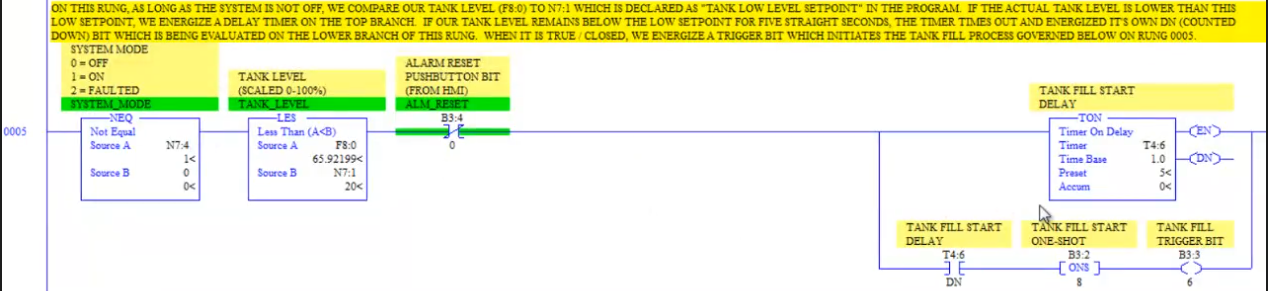 ON THIS RUNG, AS LONG AS THE SYSTEM IS NOT OFF, WE COMPARE OUR TANK LEVEL (F8:0) TO N7:1 WHICH IS DECLARED AS "TANK LOW LEVEL SETPOINT" IN THE PROGRAM. IF THE ACTUAL TANK LEVEL IS LOWER THAN THIS
LOW SETPOINT, WE ENERGIZE A DELAY TIMER ON THE TOP BRANCH. IF OUR TANK LEVEL REMAINS BELOW THE LOW SETPOINT FOR FIVE STRAIGHT SECONDS, THE TIMER TIMES OUT AND ENERGIZED IT'S OWN DN (COUNTED
DOWN) BIT WHICH IS BEING EVALUATED ON THE LOWER BRANCH OF THIS RUNG. WHEN IT IS TRUE / CLOSED, WE ENERGIZE A TRIGGER BIT WHICH INITIATES THE TANK FILL PROCESS GOVERNED BELOW ON RUNG 0005.
SYSTEM MODE
0 = OFF
1 = ON
2 = FAULTED
SYSTEM_MODE
NEQ
Not Equal
Source A N7:4
1<
Source B 0
0<
TANK LEVEL
(SCALED 0-100%)
TANK_LEVEL
LES
Less Than (A<B)
Source A F8:0
65.92199<
Source B N7:1
20<
ALARM RESET
PUSHBUTTON BIT
(FROM HMI)
ALM_RESET
B3:4
0
0005
TANK FILL START
DELAY
TON
Timer On Delay
Timer T4:6
Time Base 1.0
Preset 5<
Accum 0<
EN
DN
TANK FILL START
DELAY
T4:6
DN
TANK FILL START
ONE-SHOT
B3:2
ONS
8
TANK FILL
TRIGGER BIT
B3:3
6